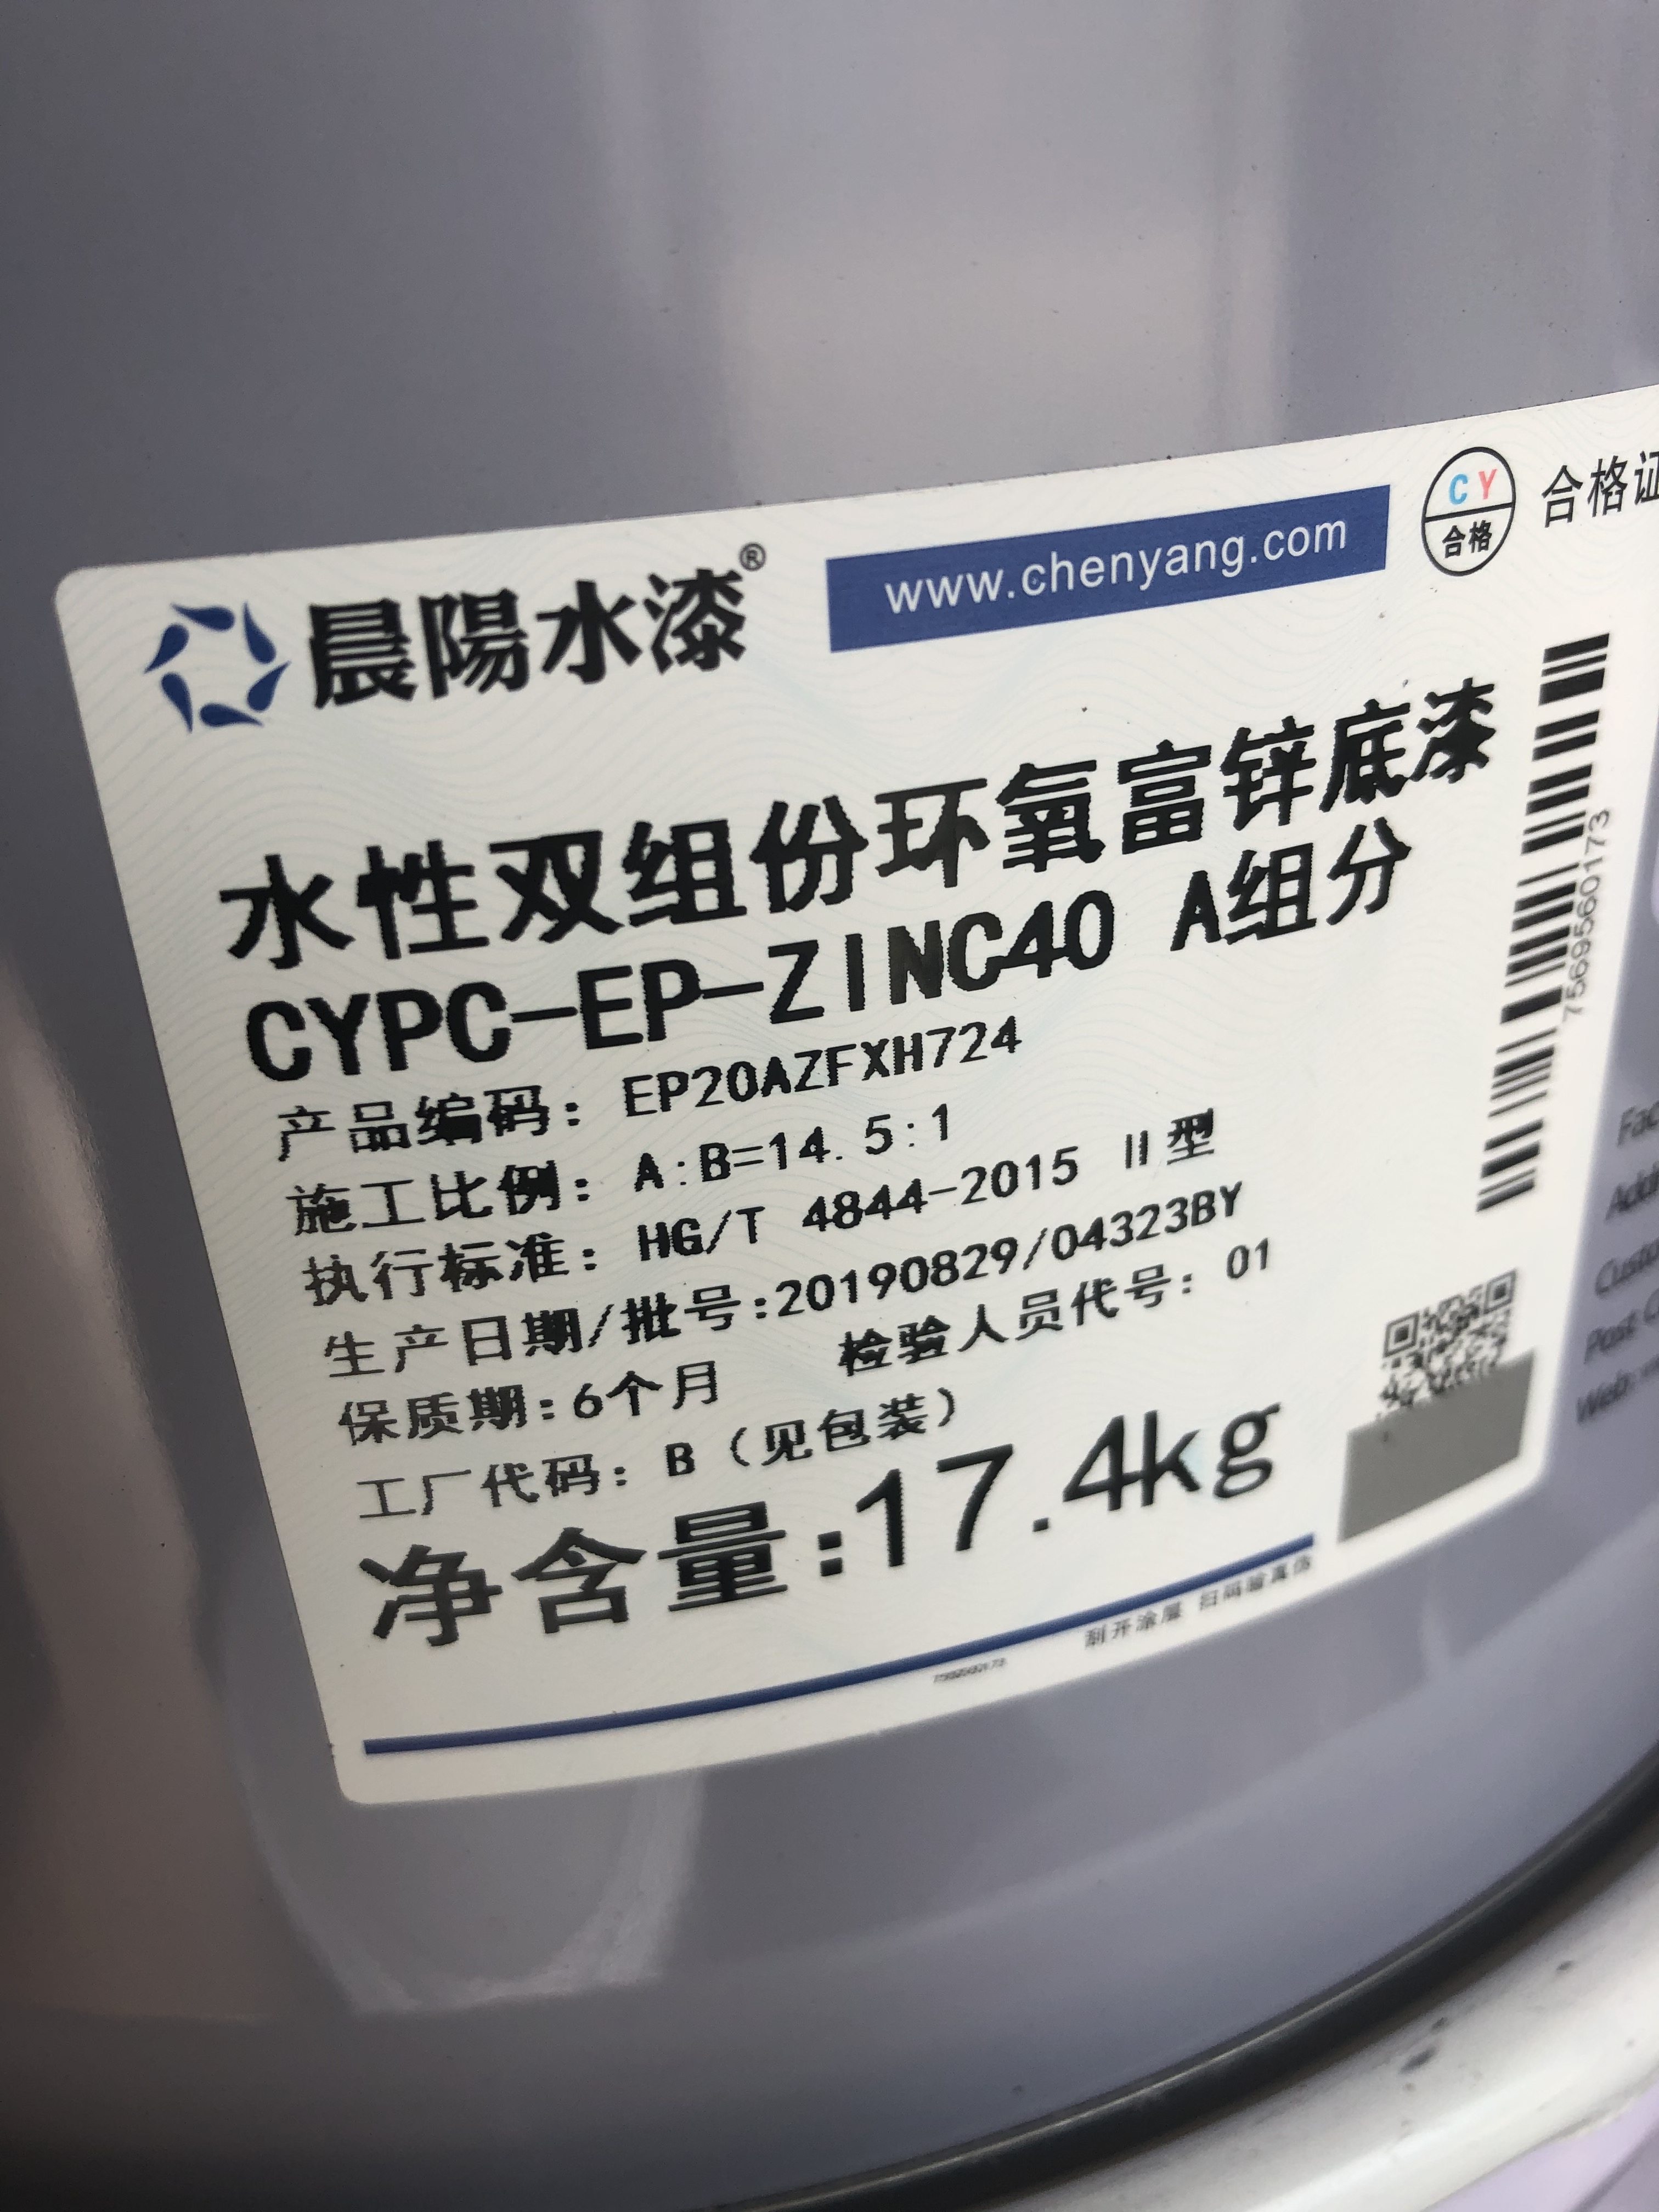 晨陽水漆®
www.chenyang.com
CY
合格
合格证
水性双组份环氧富锌底漆
CYPC-EP-ZINC40 A组分
产品编码: EP20AZFXH724
施工比例: A:B=14.5:1
执行标准: HG/T 4844-2015 II型
生产日期/批号:20190829/04323BY
保质期:6个月 检验人员代号: 01
工厂代码: B (见包装)
净含量:17.4kg
刮开涂层 扫码验真伪
7569560173
Post
Web: